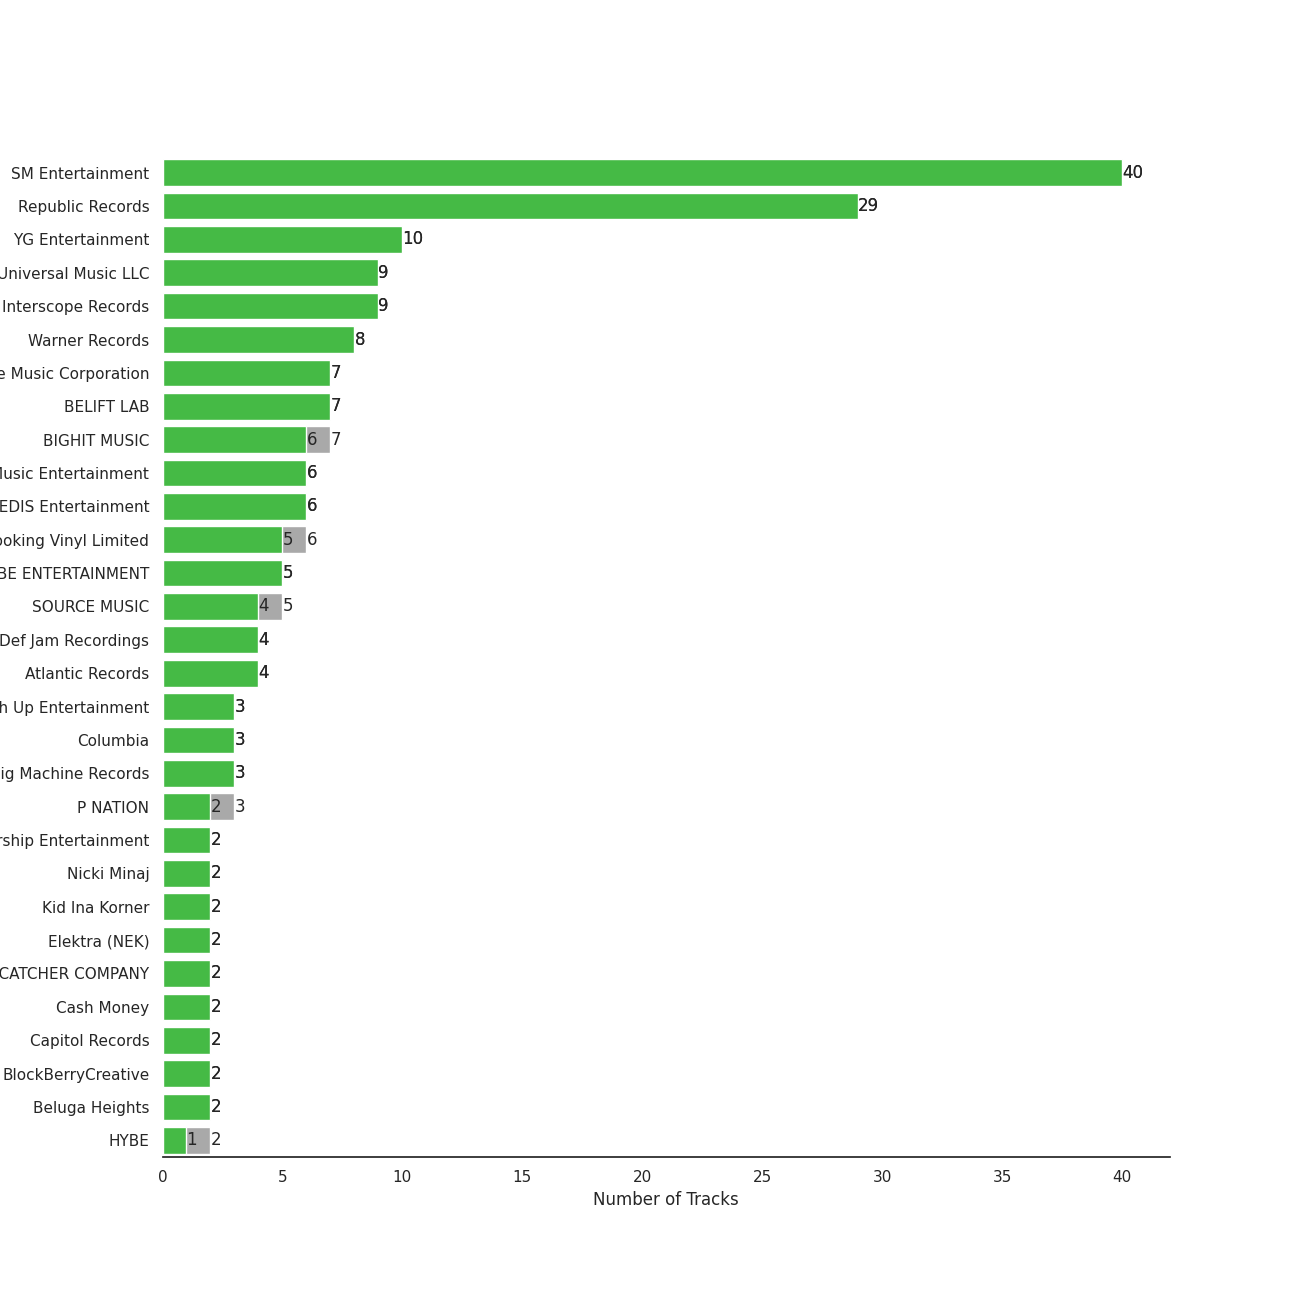 SM Entertainment 40
Republic Records 29
YG Entertainment 10
Universal Music LLC 9
Interscope Records 9
Warner Records 8
Music Corporation 7
BELIFT LAB 7
BIGHIT MUSIC 6 7
Music Entertainment 6
EDIS Entertainment 6
ooking Vinyl Limited 5 6
BE ENTERTAINMENT 5
SOURCE MUSIC 4 5
Def Jam Recordings 4
Atlantic Records 4
h Up Entertainment 3
Columbia 3
ig Machine Records 3
P NATION 2 3
rship Entertainment 2
Nicki Minaj 2
Kid Ina Korner 2
Elektra (NEK) 2
CATCHER COMPANY 2
Cash Money 2
Capitol Records 2
BlockBerryCreative 2
Beluga Heights 2
HYBE 1 2
0 5 10 15 20 25 30 35 40
Number of Tracks